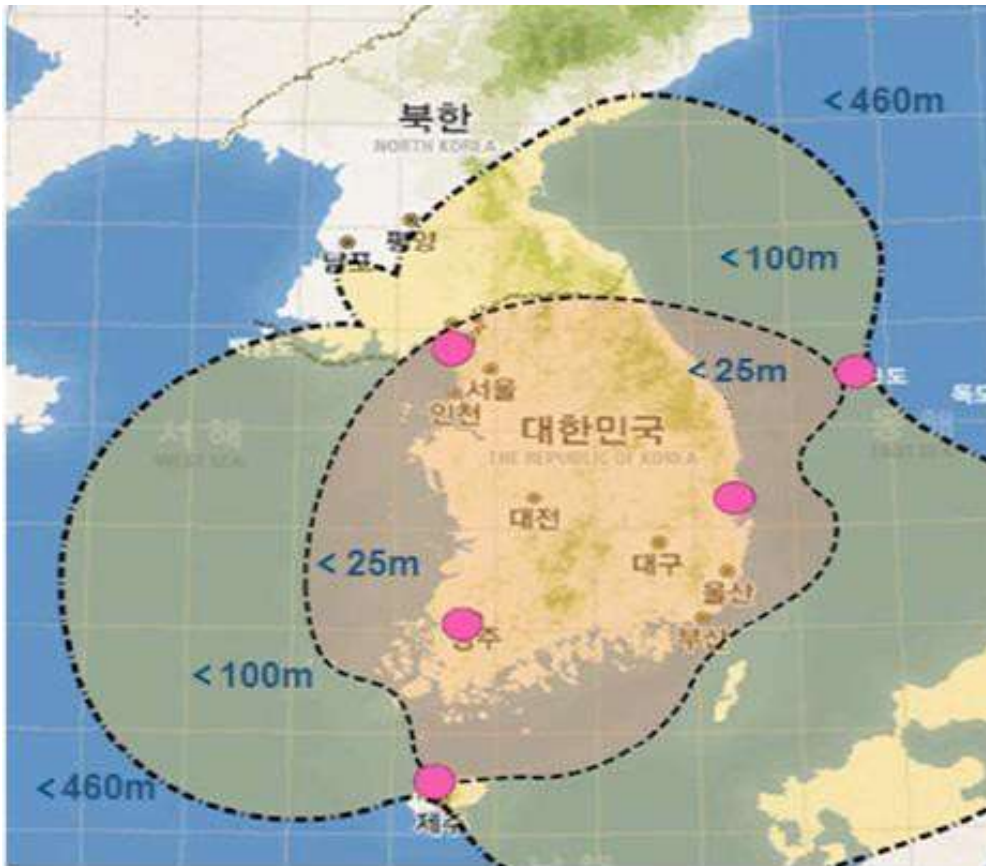 < 460m
북한
NORTH KOREA
평양
남포
< 100m
< 25m
서울
인천
서 해
WEST SEA
대한민국
THE REPUBLIC OF KOREA
대전
< 25m
대구
울산
부산
< 100m
< 460m
제주